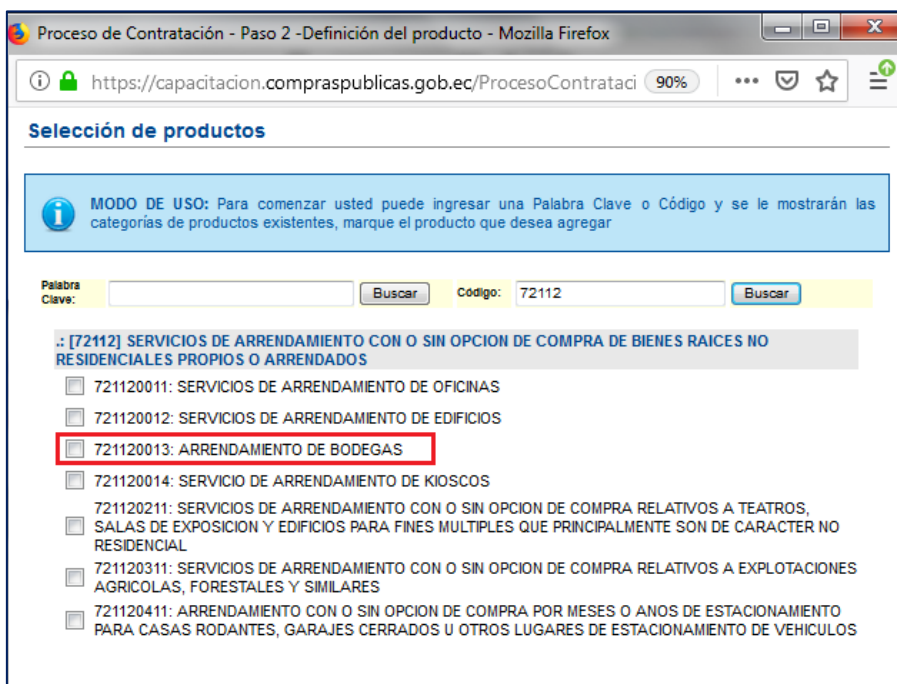 Proceso de Contratación - Paso 2 -Definición del producto - Mozilla Firefox
https://capacitacion.compraspublicas.gob.ec/ProcesoContrataci 90%
Selección de productos
MODO DE USO: Para comenzar usted puede ingresar una Palabra Clave o Código y se le mostrarán las
categorías de productos existentes, marque el producto que desea agregar
Palabra
Clave:
Buscar
Código:
72112
Buscar
.: [72112] SERVICIOS DE ARRENDAMIENTO CON O SIN OPCION DE COMPRA DE BIENES RAICES NO
RESIDENCIALES PROPIOS O ARRENDADOS
721120011: SERVICIOS DE ARRENDAMIENTO DE OFICINAS
721120012: SERVICIOS DE ARRENDAMIENTO DE EDIFICIOS
721120013: ARRENDAMIENTO DE BODEGAS
721120014: SERVICIO DE ARRENDAMIENTO DE KIOSCOS
721120211: SERVICIOS DE ARRENDAMIENTO CON O SIN OPCION DE COMPRA RELATIVOS A TEATROS,
SALAS DE EXPOSICION Y EDIFICIOS PARA FINES MULTIPLES QUE PRINCIPALMENTE SON DE CARACTER NO
RESIDENCIAL
721120311: SERVICIOS DE ARRENDAMIENTO CON O SIN OPCION DE COMPRA RELATIVOS A EXPLOTACIONES
AGRICOLAS, FORESTALES Y SIMILARES
721120411: ARRENDAMIENTO CON O SIN OPCION DE COMPRA POR MESES O ANOS DE ESTACIONAMIENTO
PARA CASAS RODANTES, GARAJES CERRADOS U OTROS LUGARES DE ESTACIONAMIENTO DE VEHICULOS